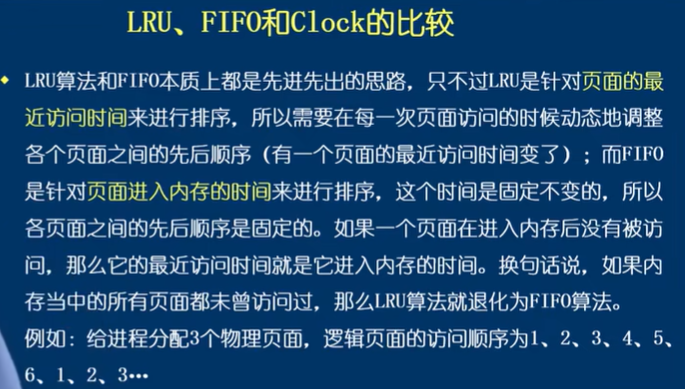 LRU、FIFO和Clock的比较
LRU算法和FIFO本质上都是先进先出的思路，只不过LRU是针对页面的最
近访问时间来进行排序，所以需要在每一次页面访问的时候动态地调整
各个页面之间的先后顺序（有一个页面的最近访问时间变了）；而FIFO
是针对页面进入内存的时间来进行排序，这个时间是固定不变的，所以
各页面之间的先后顺序是固定的。如果一个页面在进入内存后没有被访
问，那么它的最近访问时间就是它进入内存的时间。换句话说，如果内
存当中的所有页面都未曾访问过，那么LRU算法就退化为FIFO算法。
例如：给进程分配3个物理页面，逻辑页面的访问顺序为1、2、3、4、5、
6、1、2、3…